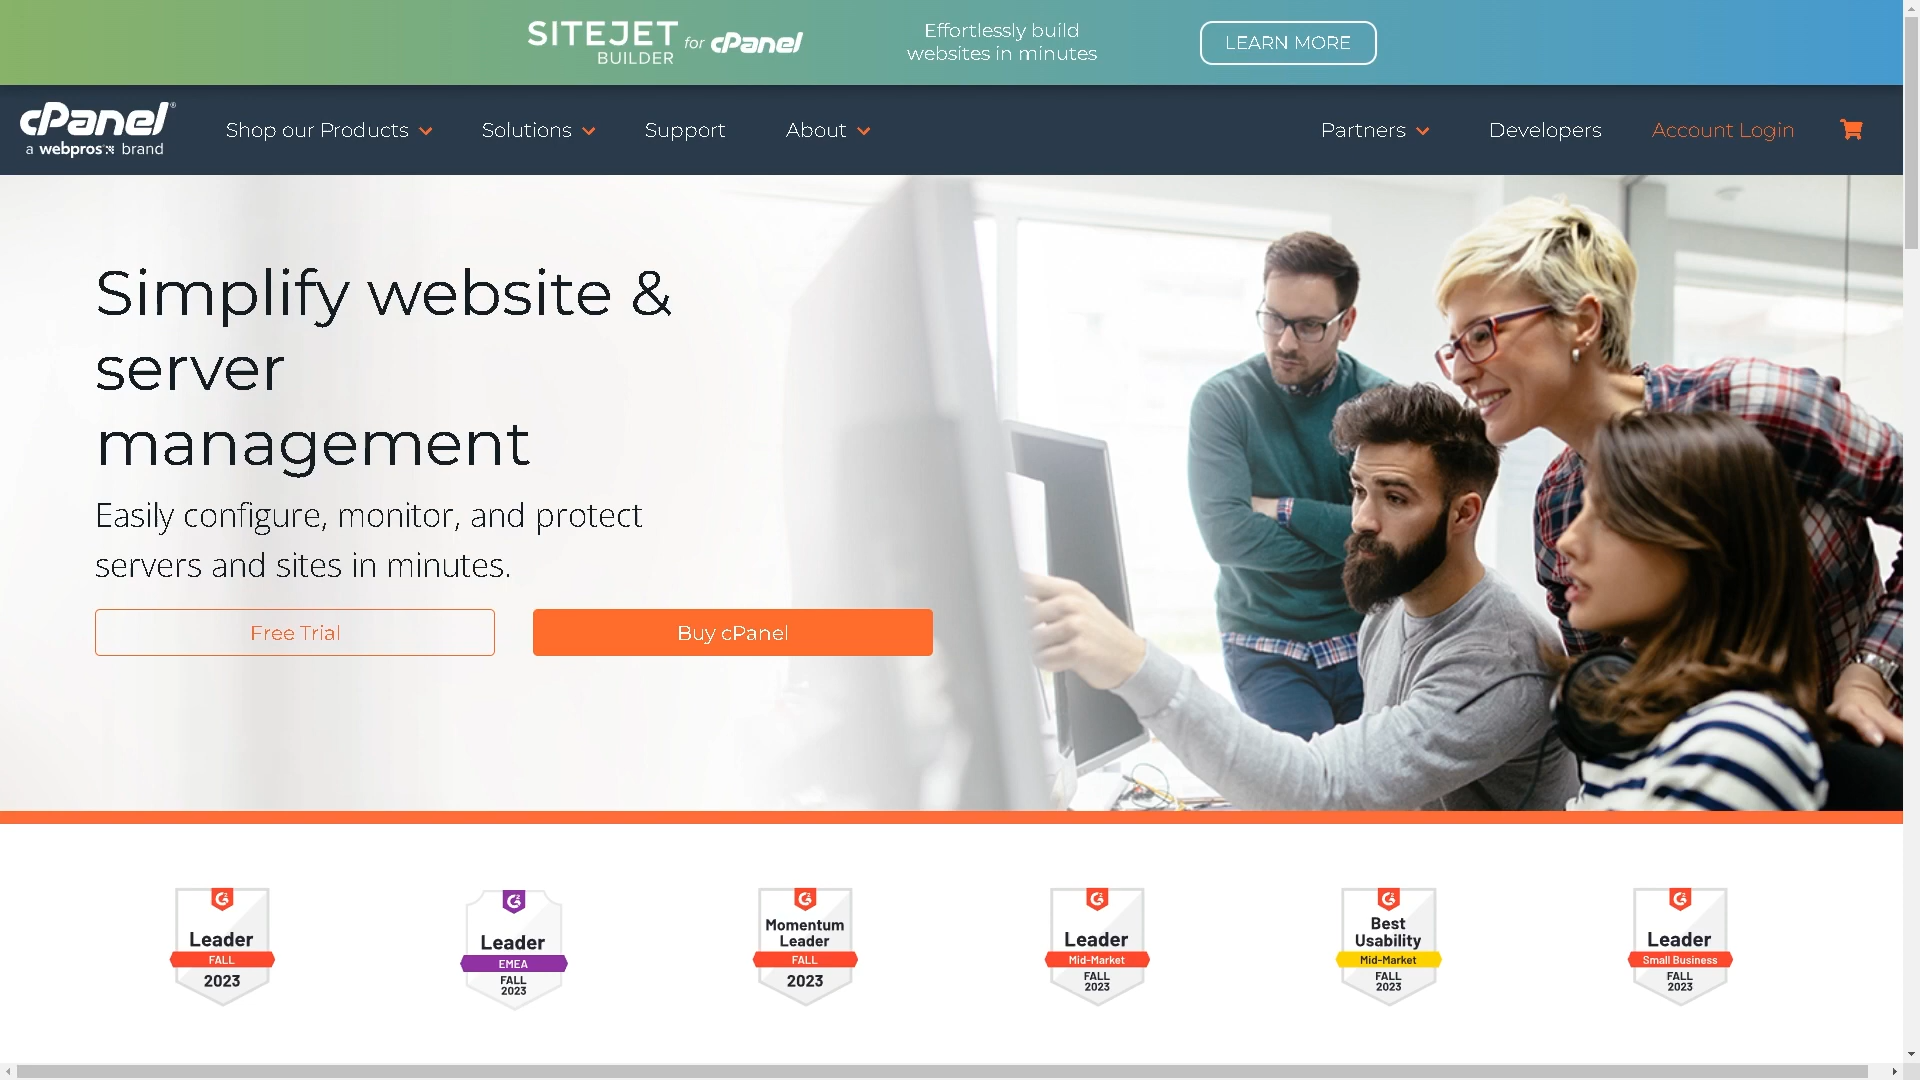 SITEJET
BUILDER
for cPanel
Effortlessly build
websites in minutes
LEARN MORE
cPanel®
a webpros brand
Shop our Products
Solutions
Support
About
Partners
Developers
Account Login
Simplify website &
server
management
Easily configure, monitor, and protect
servers and sites in minutes.
Free Trial
Buy cPanel
Leader
FALL
2023
Leader
EMEA
FALL
2023
Momentum
Leader
FALL
2023
Leader
Mid-Market
FALL
2023
Best
Usability
Mid-Market
FALL
2023
Leader
Small Business
FALL
2023